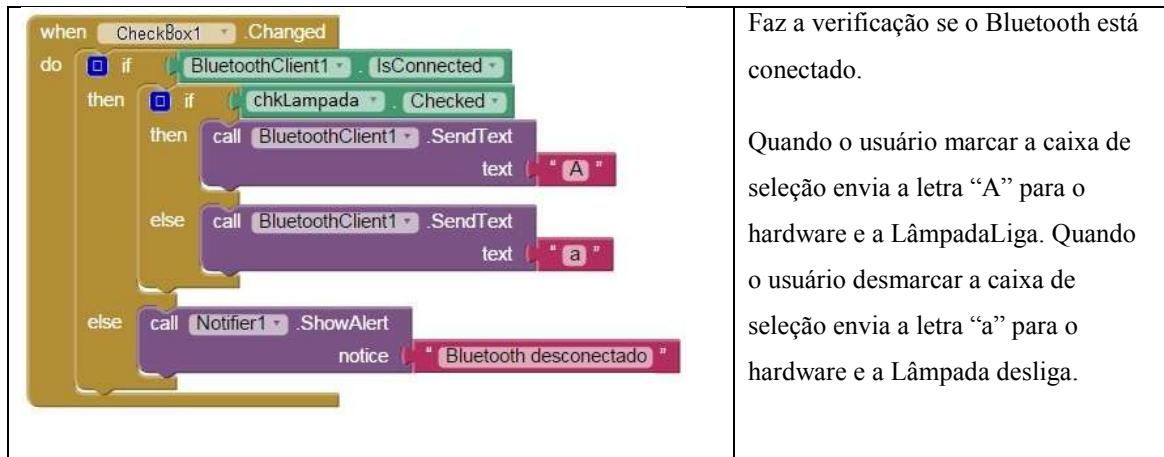 when CheckBox1 .Changed
do if BluetoothClient1 . IsConnected
then if chkLampada . Checked
then call BluetoothClient1 .SendText
text " A "
else call BluetoothClient1 .SendText
text " a "
else call Notifier1 .ShowAlert
notice " Bluetooth desconectado "
Faz a verificação se o Bluetooth está
conectado.
Quando o usuário marcar a caixa de
seleção envia a letra “A” para o
hardware e a LâmpadaLiga. Quando
o usuário desmarcar a caixa de
seleção envia a letra “a” para o
hardware e a Lâmpada desliga.